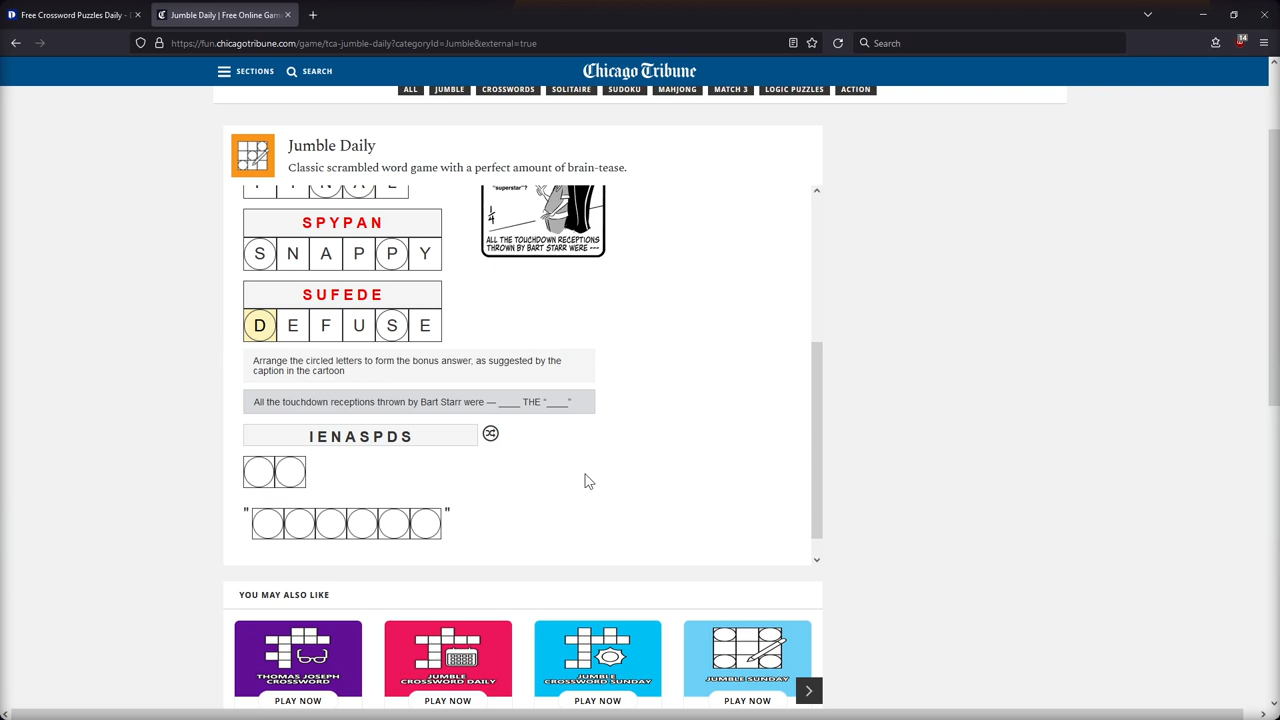 Free Crossword Puzzles Daily - C
Jumble Daily | Free Online Gam
https://fun.chicagotribune.com/game/tca-jumble-daily?categoryId=Jumble&external=true
Search
14
SECTIONS
SEARCH
Chicago Tribune
ALL
JUMBLE
CROSSWORDS
SOLITAIRE
SUDOKU
MAHJONG
MATCH 3
LOGIC PUZZLES
ACTION
Jumble Daily
Classic scrambled word game with a perfect amount of brain-tease.
"superstar"?
1/4
ALL THE TOUCHDOWN RECEPTIONS
THROWN BY BART STARR WERE ---
SPYPAN
S N A P P Y
SUFEDE
D E F U S E
Arrange the circled letters to form the bonus answer, as suggested by the
caption in the cartoon
All the touchdown receptions thrown by Bart Starr were — ____ THE "____"
IENASPDS
" "
YOU MAY ALSO LIKE
THOMAS JOSEPH
CROSSWORD
PLAY NOW
JUMBLE
CROSSWORD DAILY
PLAY NOW
JUMBLE
CROSSWORD SUNDAY
PLAY NOW
JUMBLE SUNDAY
PLAY NOW